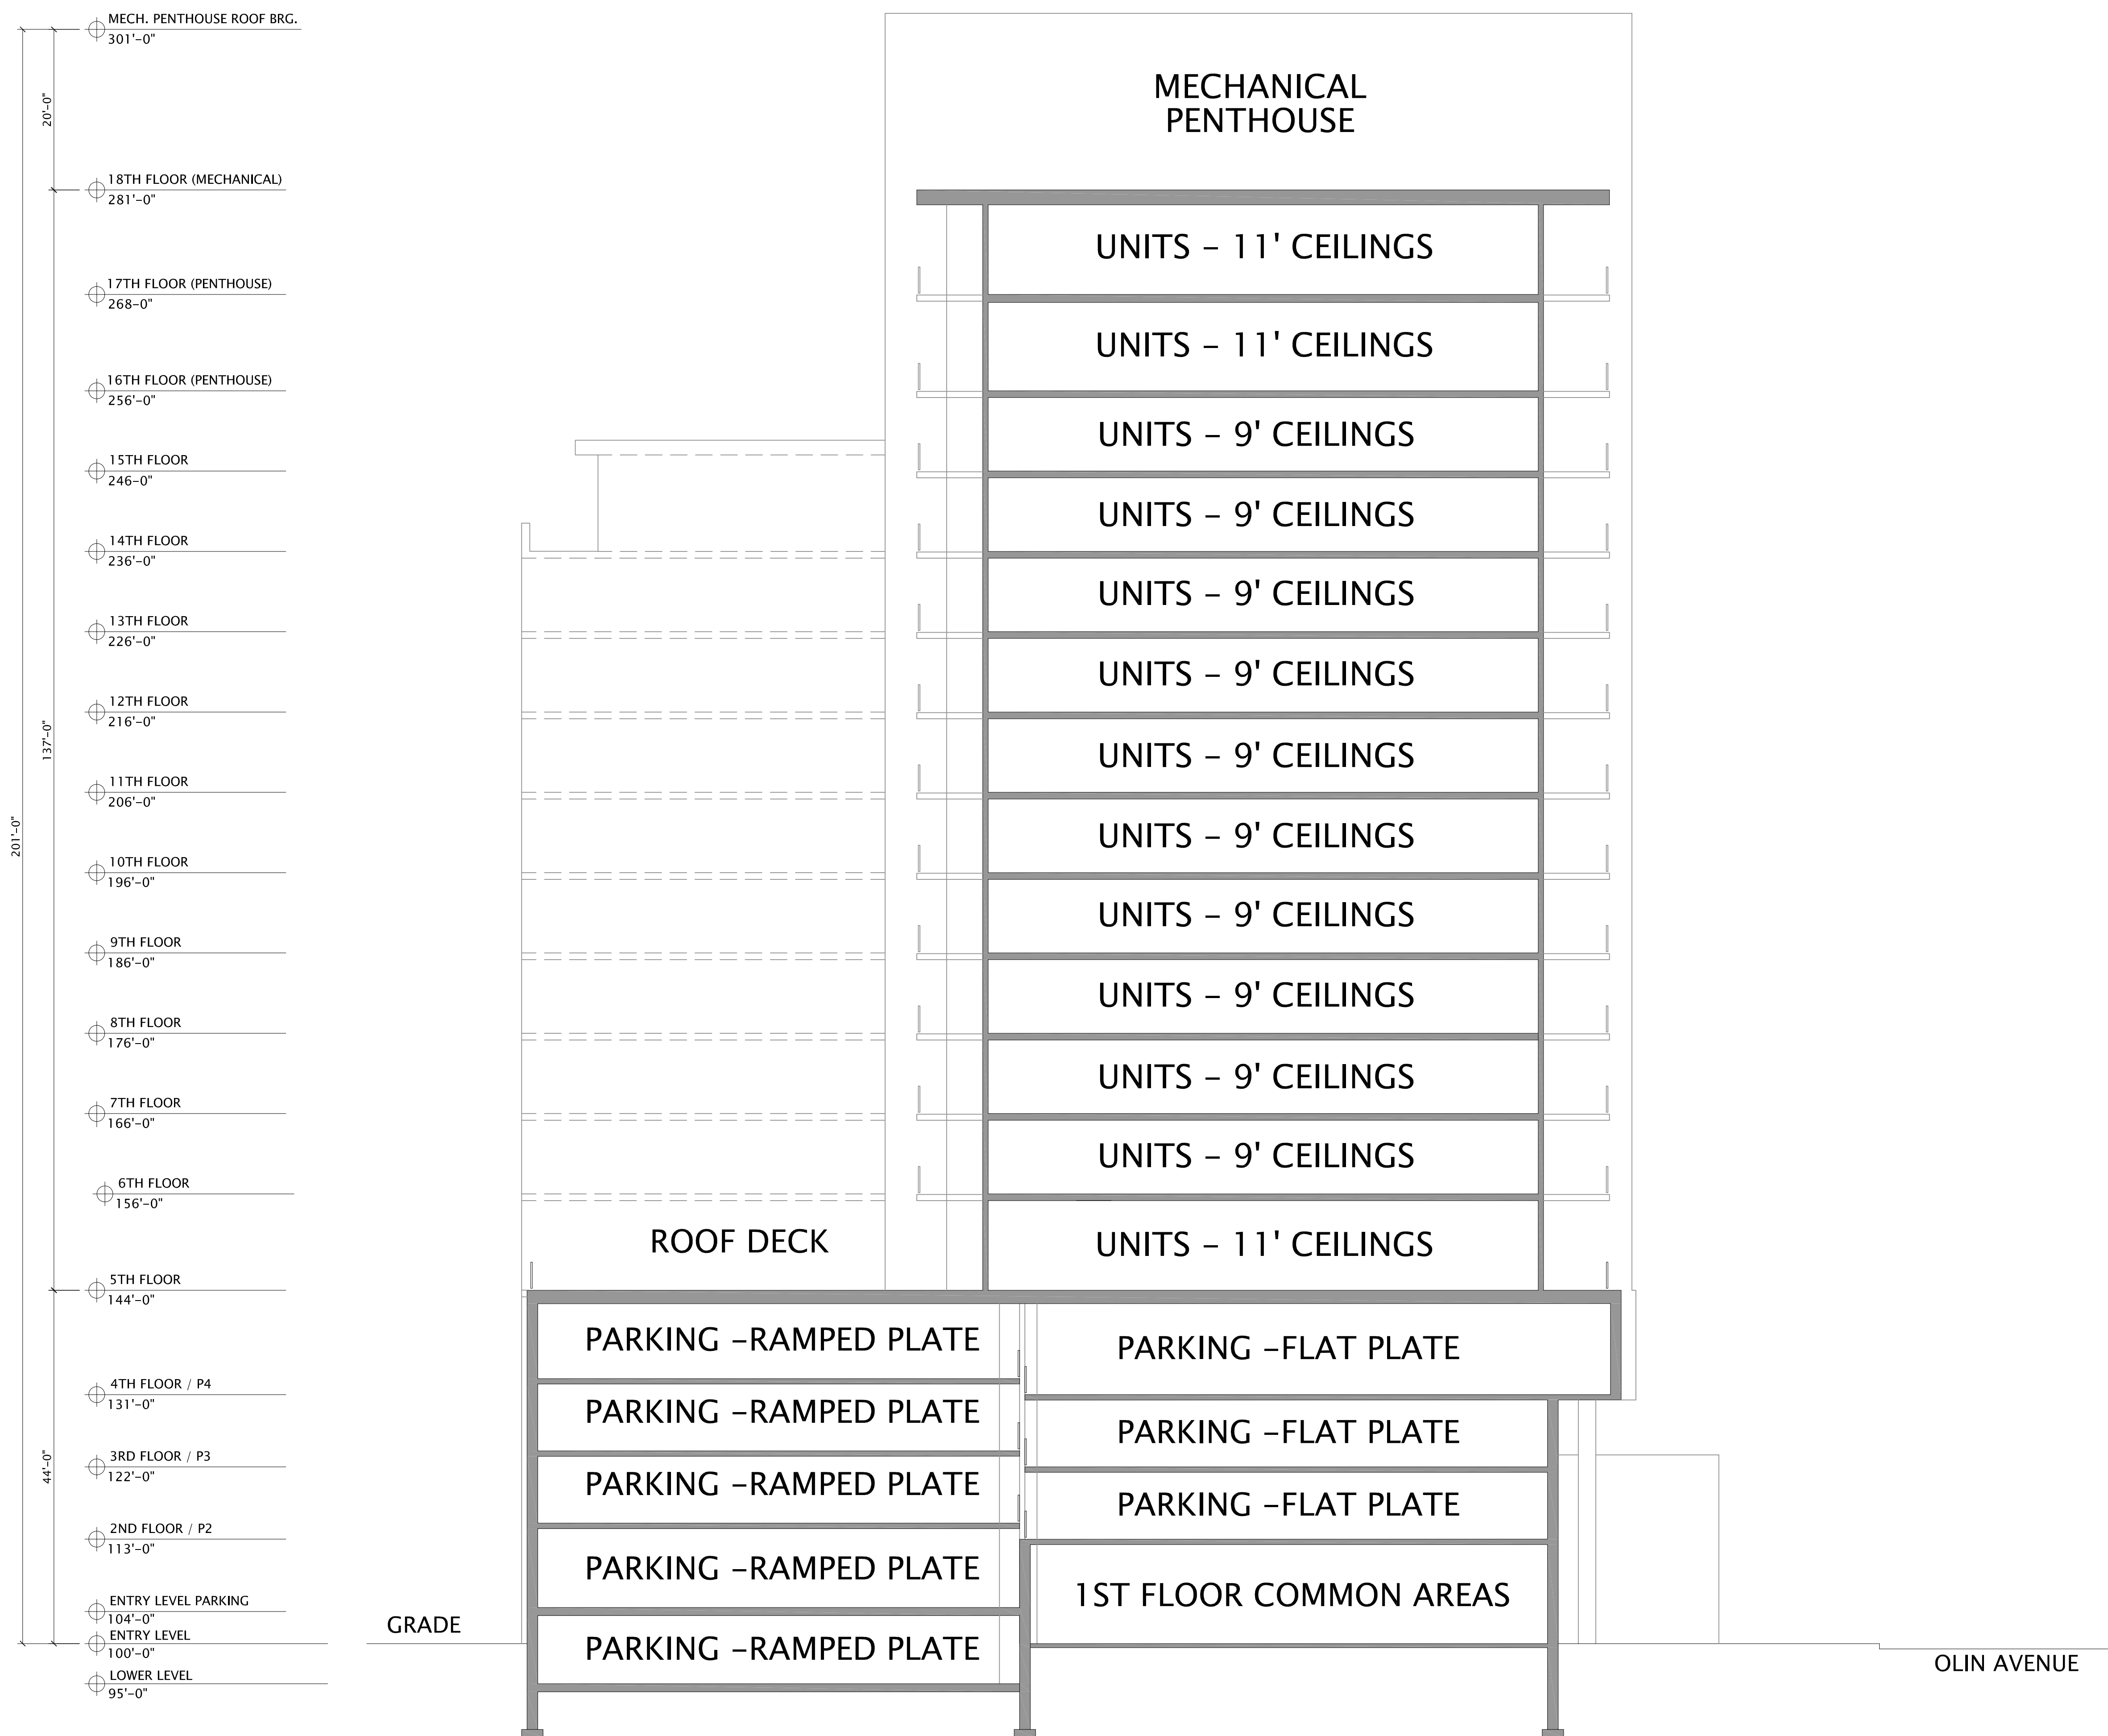 MECH. PENTHOUSE ROOF BRG.
301'-0"
20'-0"
MECHANICAL
PENTHOUSE
18TH FLOOR (MECHANICAL)
281'-0"
UNITS - 11' CEILINGS
17TH FLOOR (PENTHOUSE)
268-0"
UNITS - 11' CEILINGS
16TH FLOOR (PENTHOUSE)
256'-0"
UNITS - 9' CEILINGS
15TH FLOOR
246-0"
UNITS - 9' CEILINGS
14TH FLOOR
236'-0"
UNITS - 9' CEILINGS
13TH FLOOR
226'-0"
UNITS - 9' CEILINGS
12TH FLOOR
216'-0"
137'-0"
UNITS - 9' CEILINGS
11TH FLOOR
206'-0"
201'-0"
UNITS - 9' CEILINGS
10TH FLOOR
196'-0"
UNITS - 9' CEILINGS
9TH FLOOR
186'-0"
UNITS - 9' CEILINGS
8TH FLOOR
176'-0"
UNITS - 9' CEILINGS
7TH FLOOR
166'-0"
UNITS - 9' CEILINGS
6TH FLOOR
156'-0"
ROOF DECK
UNITS - 11' CEILINGS
5TH FLOOR
144'-0"
PARKING -RAMPED PLATE
PARKING -FLAT PLATE
4TH FLOOR / P4
131'-0"
PARKING -RAMPED PLATE
PARKING -FLAT PLATE
3RD FLOOR / P3
122'-0"
44'-0"
PARKING -RAMPED PLATE
PARKING -FLAT PLATE
2ND FLOOR / P2
113'-0"
PARKING -RAMPED PLATE
1ST FLOOR COMMON AREAS
ENTRY LEVEL PARKING
104'-0"
GRADE
ENTRY LEVEL
100'-0"
PARKING -RAMPED PLATE
OLIN AVENUE
LOWER LEVEL
95'-0"